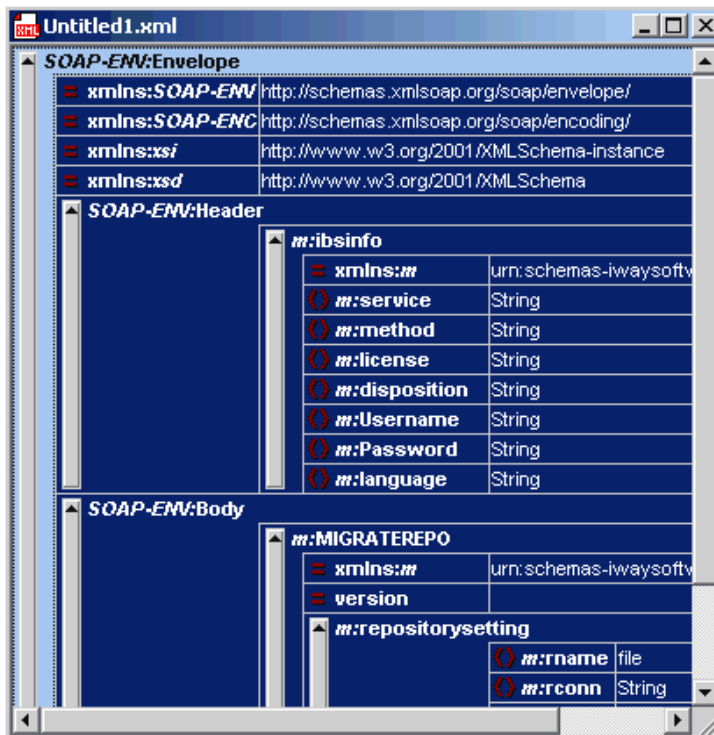 XML Untitled1.xml
SOAP-ENV:Envelope
= xmlns:SOAP-ENV http://schemas.xmlsoap.org/soap/envelope/
= xmlns:SOAP-ENC http://schemas.xmlsoap.org/soap/encoding/
= xmlns:xsi http://www.w3.org/2001/XMLSchema-instance
= xmlns:xsd http://www.w3.org/2001/XMLSchema
SOAP-ENV:Header
m:ibsinfo
= xmlns:m urn:schemas-iwaysoftw
() m:service String
() m:method String
() m:license String
() m:disposition String
() m:Username String
() m:Password String
() m:language String
SOAP-ENV:Body
m:MIGRATEREPO
= xmlns:m urn:schemas-iwaysoftw
= version
m:repositorysetting
() m:rname file
() m:rconn String